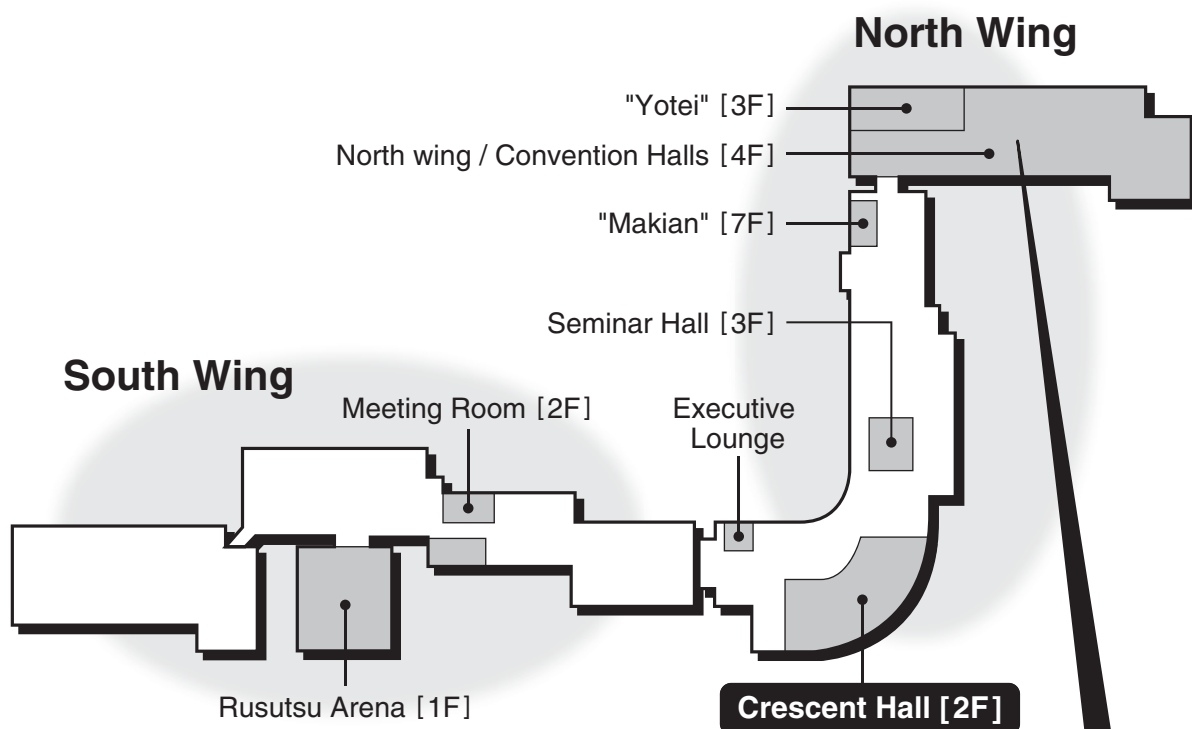 North Wing
"Yotei" [3F]
North wing / Convention Halls [4F]
"Makian" [7F]
Seminar Hall [3F]
South Wing
Meeting Room [2F]
Executive
Lounge
Rusutsu Arena [1F]
Crescent Hall [2F]